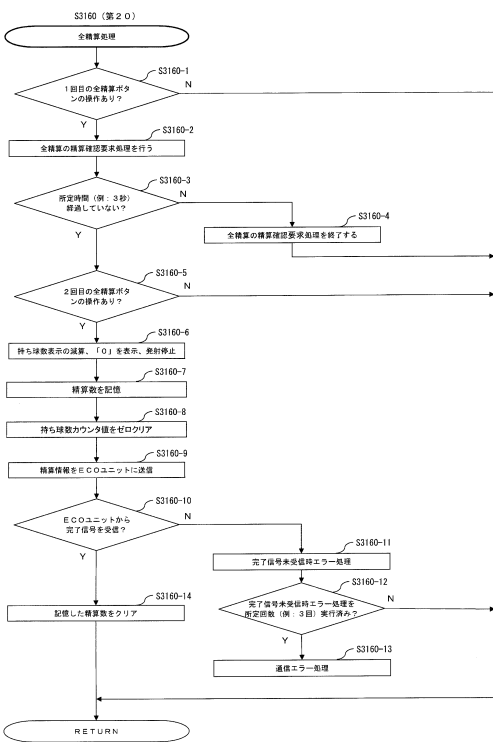 S3160（第２０）
全精算処理
S3160-1
１回目の全精算ボタ
ンの操作あり？
N
Y
S3160-2
全精算の精算確認要求処理を行う
S3160-3
所定時間（例：３秒）
経過していない？
N
Y
S3160-4
全精算の精算確認要求処理を終了する
S3160-5
２回目の全精算ボタ
ンの操作あり？
N
Y
S3160-6
持ち球数表示の減算、「０」を表示、発射停止
S3160-7
精算数を記憶
S3160-8
持ち球数カウンタ値をゼロクリア
S3160-9
精算情報をＥＣＯユニットに送信
S3160-10
ＥＣＯユニットから
完了信号を受信？
N
Y
S3160-11
完了信号未受信時エラー処理
S3160-12
完了信号未受信時エラー処理を
所定回数（例：３回）実行済み？
N
Y
S3160-13
通信エラー処理
S3160-14
記憶した精算数をクリア
ＲＥＴＵＲＮ